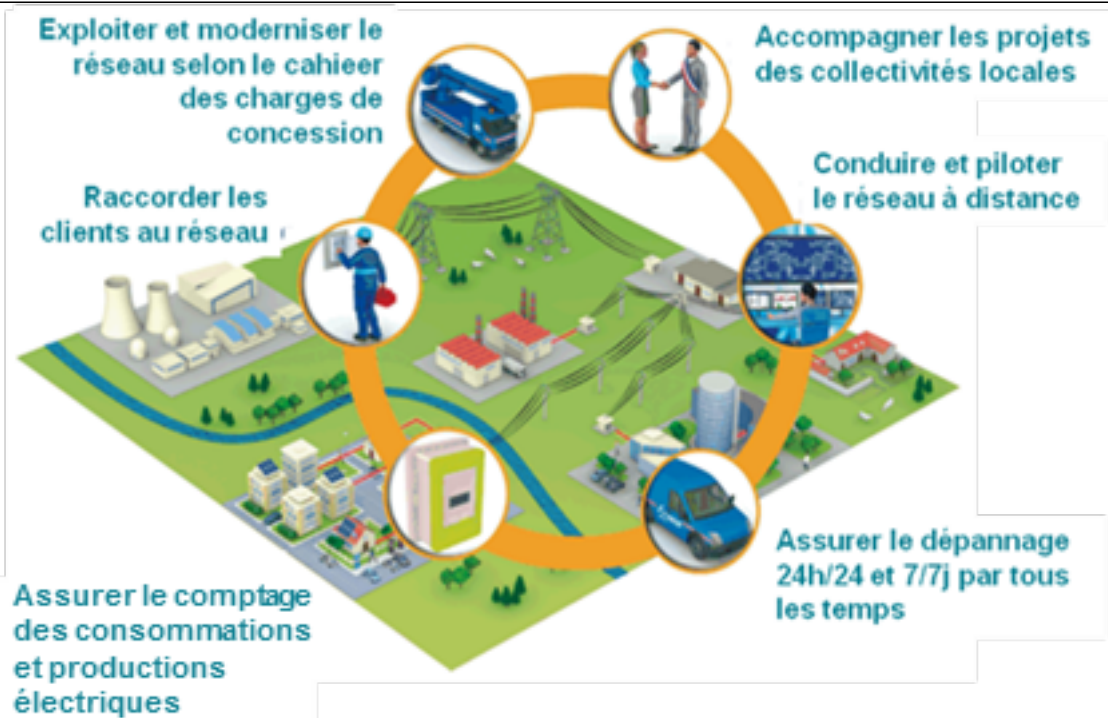 Exploiter et moderniser le
réseau selon le cahieer
des charges de
concession
Accompagner les projets
des collectivités locales
Conduire et piloter
le réseau à distance
Raccorder les
clients au réseau
Assurer le dépannage
24h/24 et 7/7j par tous
les temps
Assurer le comptage
des consommations
et productions
électriques